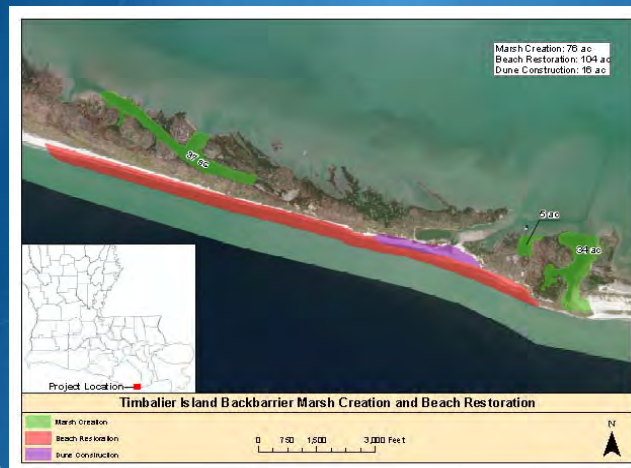 Marsh Creation: 76 ac
Beach Restoration: 104 ac
Dune Construction: 16 ac
37 ac
5 ac
34 ac
Project Location
Timbalier Island Backbarrier Marsh Creation and Beach Restoration
Marsh Creation
Beach Restoration
Dune Construction
0 750 1,500 3,000 Feet
N